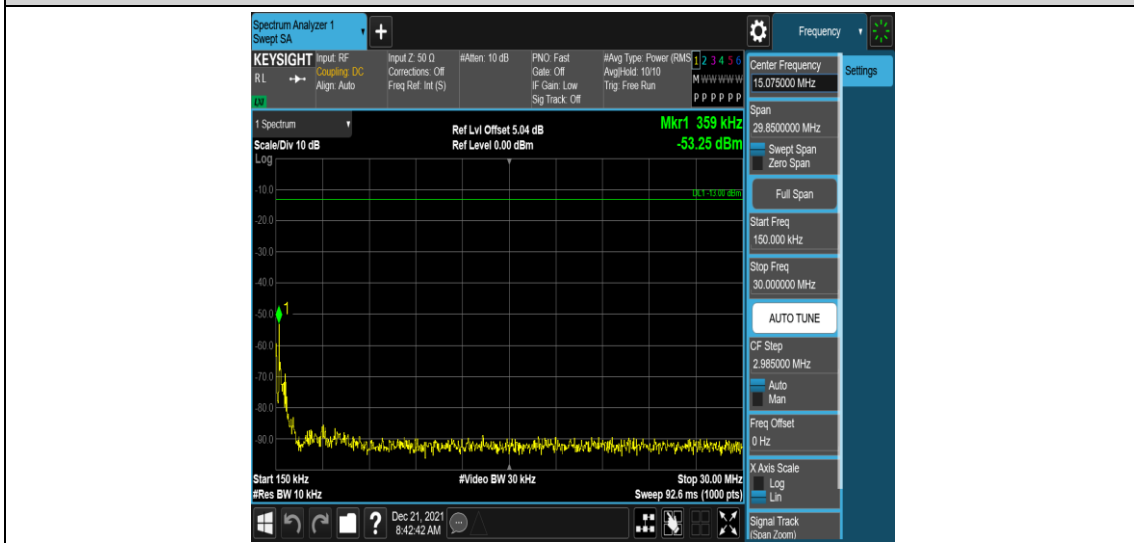 Spectrum Analyzer 1
Swept SA
+
Frequency
KEYSIGHT
RL
LXI
Input: RF
Coupling: DC
Align: Auto
Input Z: 50 Ω
Corrections: Off
Freq Ref: Int (S)
#Atten: 10 dB
PNO: Fast
Gate: Off
IF Gain: Low
Sig Track: Off
#Avg Type: Power (RMS
Avg|Hold: 10/10
Trig: Free Run
1 2 3 4 5 6
M W W W W W
P P P P P P
1 Spectrum
Scale/Div 10 dB
Ref Lvl Offset 5.04 dB
Ref Level 0.00 dBm
Mkr1 359 kHz
-53.25 dBm
Log
DL1 -13.00 dBm
-10.0
-20.0
-30.0
-40.0
-50.0
1
-60.0
-70.0
-80.0
-90.0
Start 150 kHz
#Video BW 30 kHz
Stop 30.00 MHz
#Res BW 10 kHz
Sweep 92.6 ms (1000 pts)
Center Frequency
15.075000 MHz
Settings
Span
29.8500000 MHz
Swept Span
Zero Span
Full Span
Start Freq
150.000 kHz
Stop Freq
30.000000 MHz
AUTO TUNE
CF Step
2.985000 MHz
Auto
Man
Freq Offset
0 Hz
X Axis Scale
Log
Lin
Signal Track
(Span Zoom)
?
Dec 21, 2021
8:42:42 AM